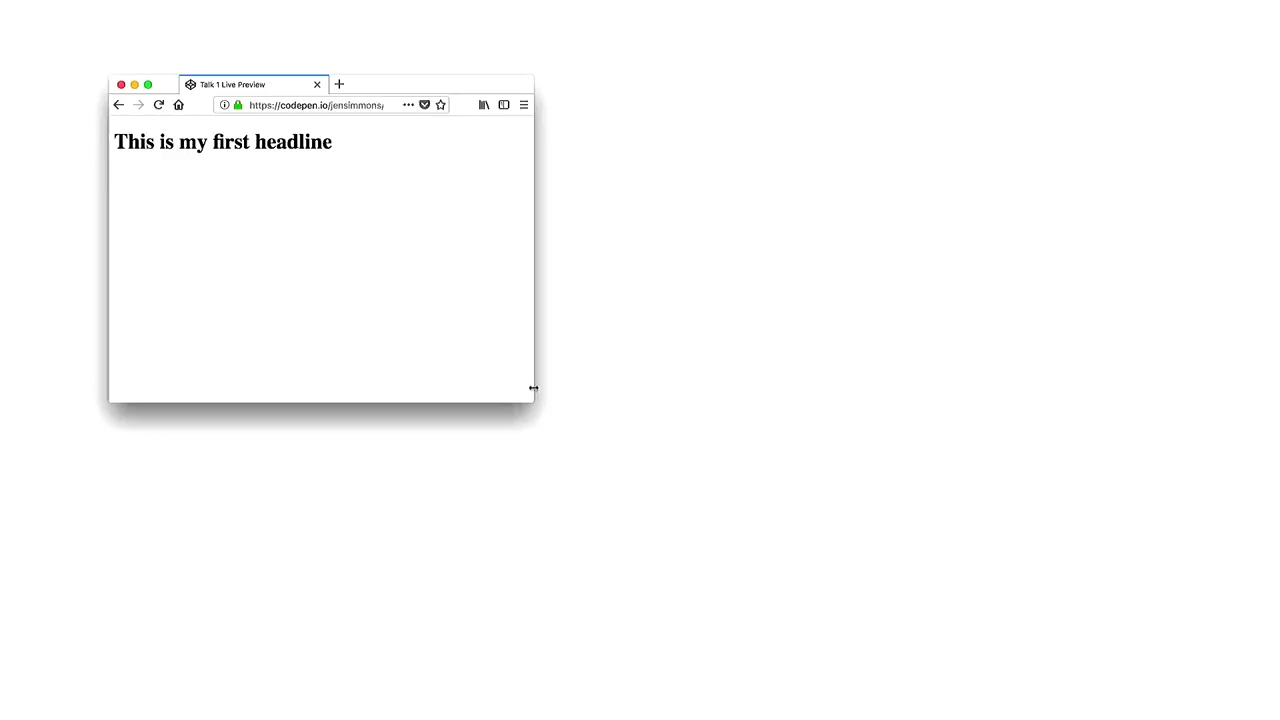 Talk 1 Live Preview
https://codepen.io/jensimmons/
This is my first headline